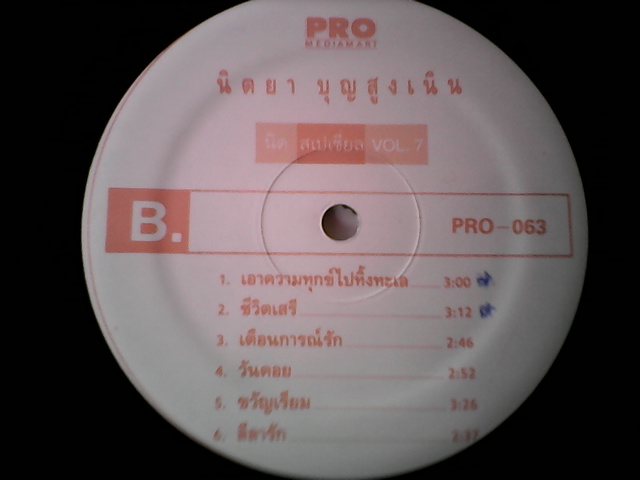 PRO
MEDIAMART
นิตยา บุญสูงเนิน
นิด สเปเชี่ยล VOL. 7
B. PRO-063
1. เอาความทุกข์ไปทิ้งทะเล 3:00
2. ชีวิตเสรี 3:12
3. เตือนการณ์รัก 2:46
4. วันคอย 2:52
5. ขวัญเรียม 3:26
6. ลีลารัก 2:37